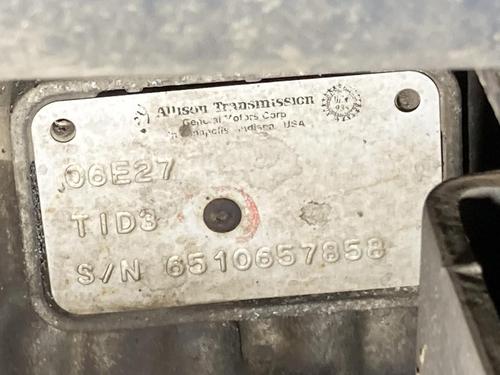 Allison Transmission
General Motors Corp
Indianapolis Indiana, USA
06E27
TID3
S/N 6510657858